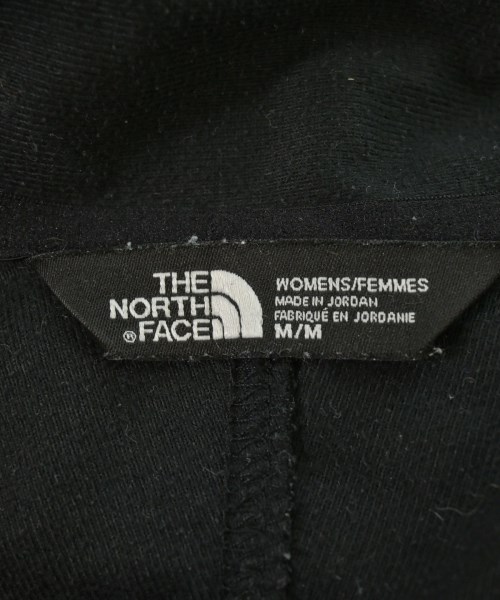 THE
NORTH
® FACE
WOMENS/FEMMES
MADE IN JORDAN
FABRIQUÉ EN JORDANIE
M/M